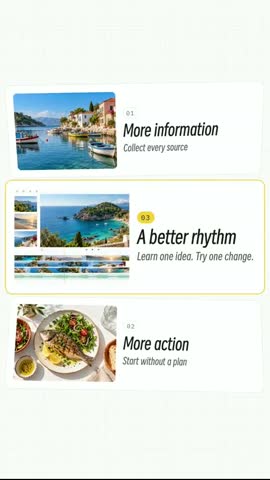 01
More information
Collect every source
03
A better rhythm
Learn one idea. Try one change.
02
More action
Start without a plan